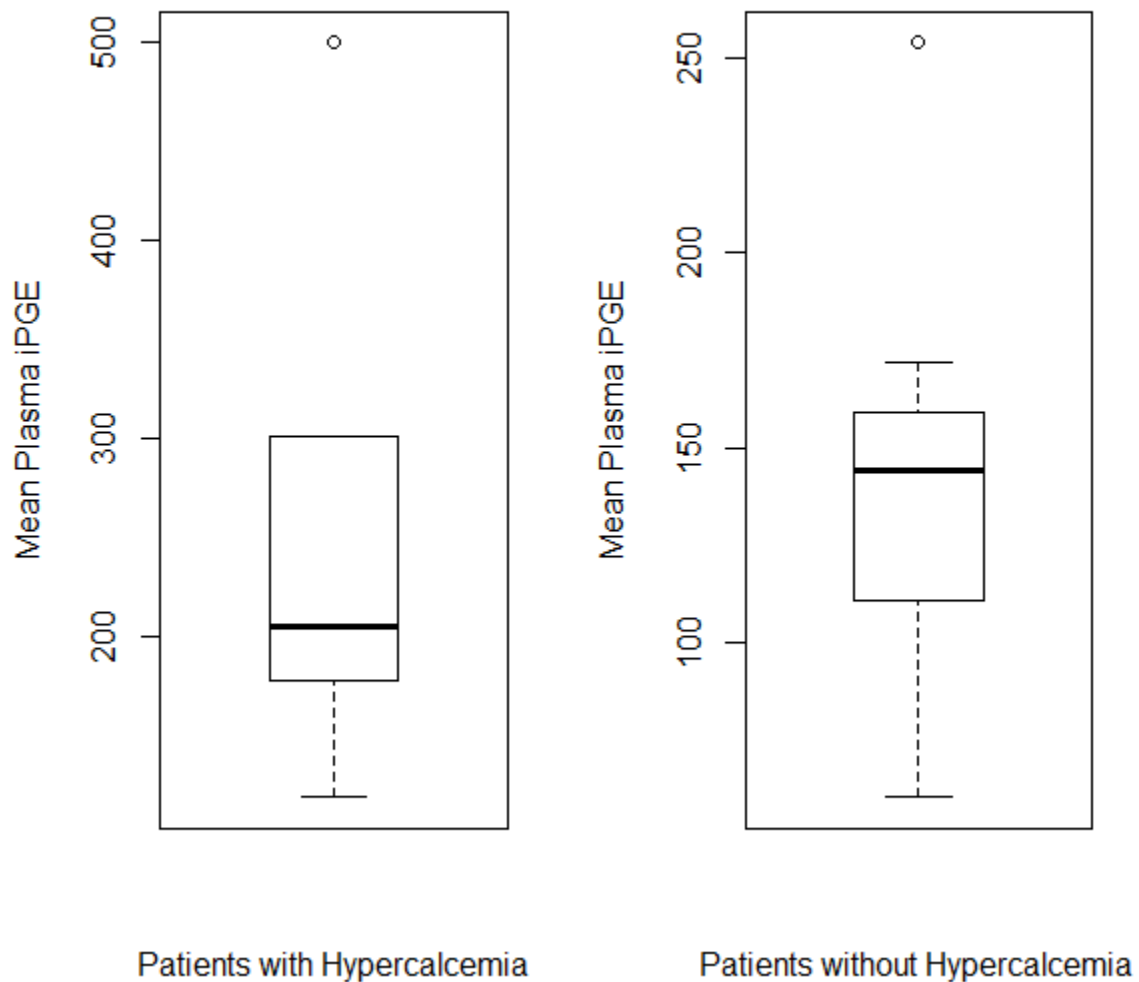 Mean Plasma iPGE
500
400
300
200
Patients with Hypercalcemia
Mean Plasma iPGE
250
200
150
100
Patients without Hypercalcemia